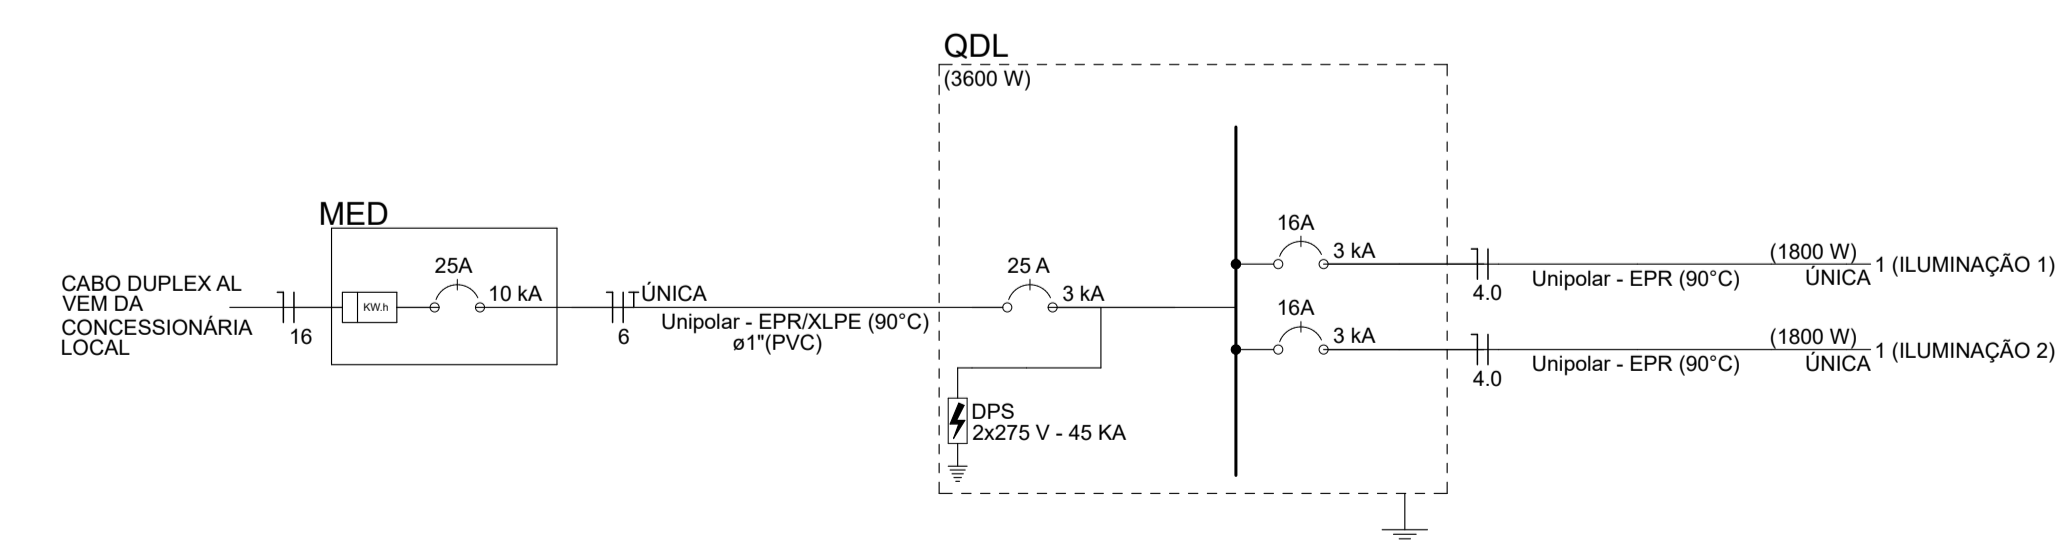 QDL
(3600 W)
MED
CABO DUPLEX AL
VEM DA
CONCESSIONÁRIA
LOCAL
16
KW.h
25A
10 kA
ÚNICA
6
Unipolar - EPR/XLPE (90°C)
ø1"(PVC)
25 A
3 kA
DPS
2x275 V - 45 KA
16A
3 kA
4.0
Unipolar - EPR (90°C)
(1800 W)
ÚNICA
1 (ILUMINAÇÃO 1)
16A
3 kA
4.0
Unipolar - EPR (90°C)
(1800 W)
ÚNICA
1 (ILUMINAÇÃO 2)